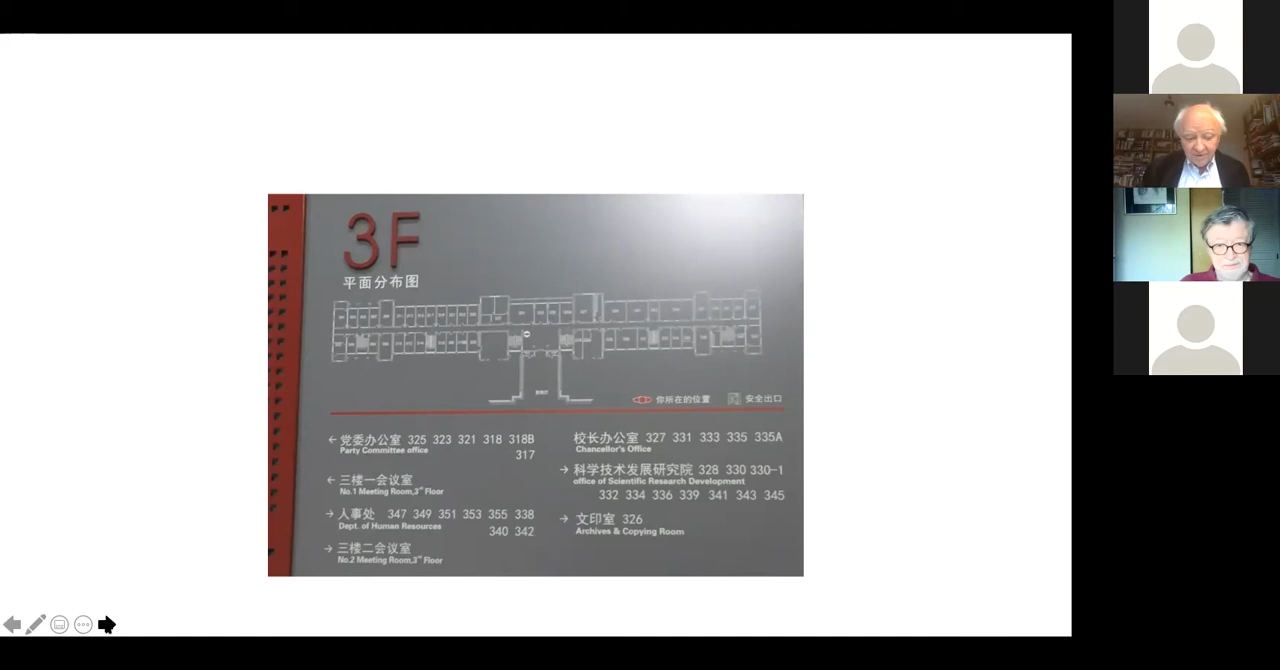 3F
平面分布图
你所在的位置 安全出口
← 党委办公室 325 323 321 318 318B
Party Committee office
317
← 三楼一会议室
No.1 Meeting Room,3rd Floor
→ 人事处 347 349 351 353 355 338
Dept. of Human Resources
340 342
→ 三楼二会议室
No.2 Meeting Room,3rd Floor
校长办公室 327 331 333 335 335A
Chancellor's Office
→ 科学技术发展研究院 328 330 330-1
office of Scientific Research Development
332 334 336 339 341 343 345
→ 文印室 326
Archives & Copying Room